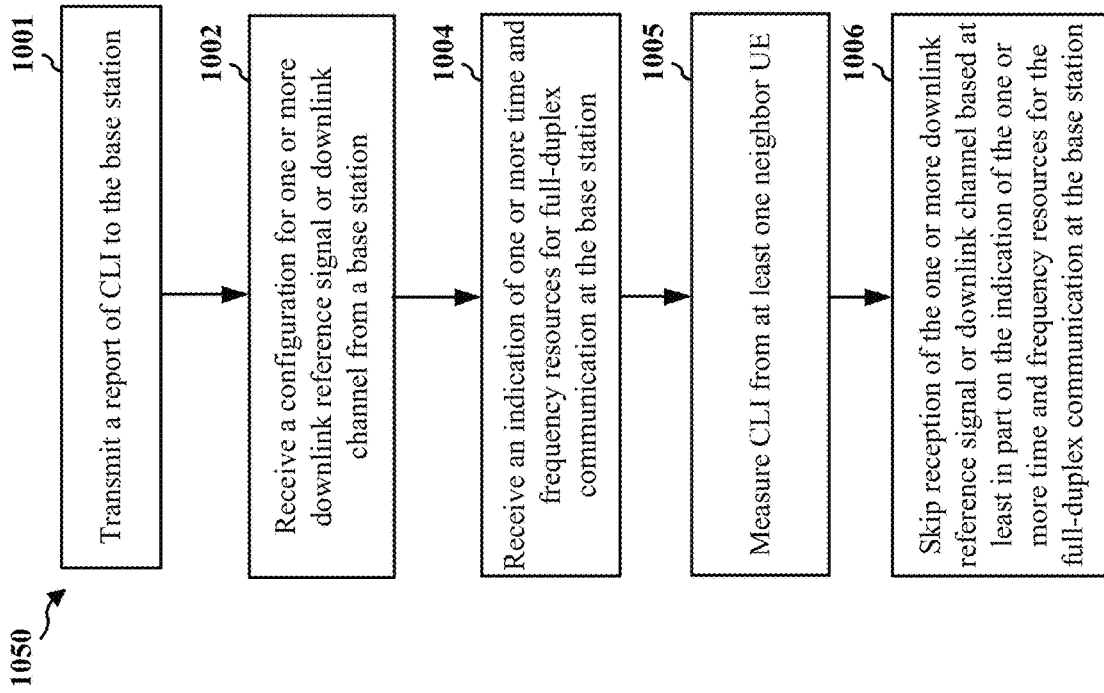 1050
1001
Transmit a report of CLI to the base station
1002
Receive a configuration for one or more
downlink reference signal or downlink
channel from a base station
1004
Receive an indication of one or more time and
frequency resources for full-duplex
communication at the base station
1005
Measure CLI from at least one neighbor UE
1006
Skip reception of the one or more downlink
reference signal or downlink channel based at
least in part on the indication of the one or
more time and frequency resources for the
full-duplex communication at the base station